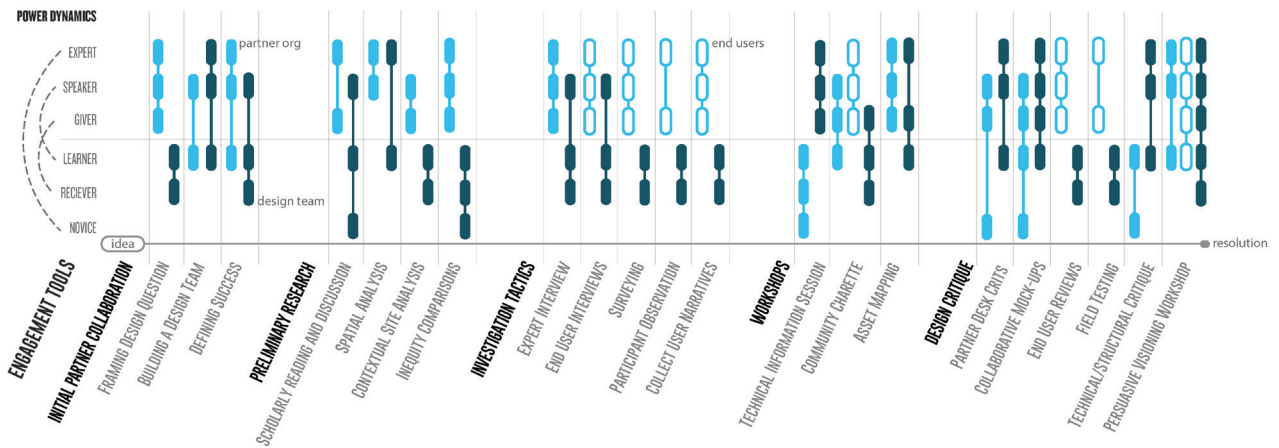 POWER DYNAMICS
EXPERT
SPEAKER
GIVER
LEARNER
RECIEVER
NOVICE
partner org
design team
end users
idea
resolution
ENGAGEMENT TOOLS
INITIAL PARTNER COLLABORATION
FRAMING DESIGN QUESTION
BUILDING A DESIGN TEAM
DEFINING SUCCESS
PRELIMINARY RESEARCH
SCHOLARLY READING AND DISCUSSION
SPATIAL ANALYSIS
CONTEXTUAL SITE ANALYSIS
INEQUITY COMPARISONS
INVESTIGATION TACTICS
EXPERT INTERVIEW
END USER INTERVIEWS
SURVEYING
PARTICIPANT OBSERVATION
COLLECT USER NARRATIVES
WORKSHOPS
TECHNICAL INFORMATION SESSION
COMMUNITY CHARETTE
ASSET MAPPING
DESIGN CRITIQUE
PARTNER DESK CRITS
COLLABORATIVE MOCK-UPS
END USER REVIEWS
FIELD TESTING
TECHNICAL/STRUCTURAL CRITIQUE
PERSUASIVE VISIONING WORKSHOP